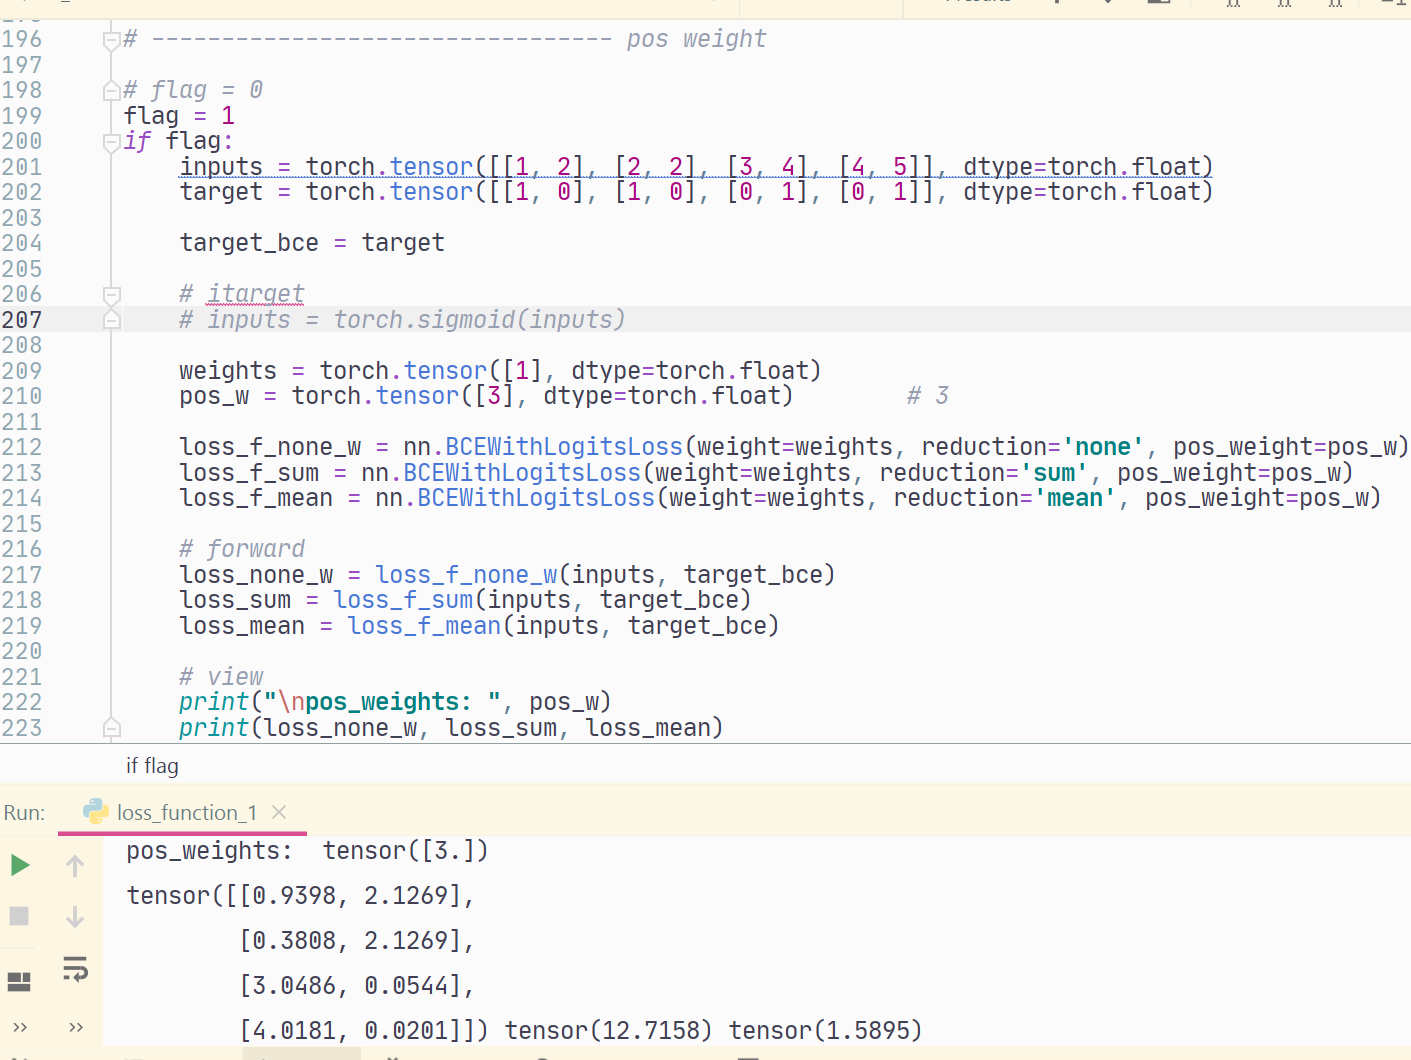 196 # --------------------------------- pos weight
197
198 # flag = 0
199 flag = 1
200 if flag:
201 inputs = torch.tensor([[1, 2], [2, 2], [3, 4], [4, 5]], dtype=torch.float)
202 target = torch.tensor([[1, 0], [1, 0], [0, 1], [0, 1]], dtype=torch.float)
203
204 target_bce = target
205
206 # itarget
207 # inputs = torch.sigmoid(inputs)
208
209 weights = torch.tensor([1], dtype=torch.float)
210 pos_w = torch.tensor([3], dtype=torch.float) # 3
211
212 loss_f_none_w = nn.BCEWithLogitsLoss(weight=weights, reduction='none', pos_weight=pos_w)
213 loss_f_sum = nn.BCEWithLogitsLoss(weight=weights, reduction='sum', pos_weight=pos_w)
214 loss_f_mean = nn.BCEWithLogitsLoss(weight=weights, reduction='mean', pos_weight=pos_w)
215
216 # forward
217 loss_none_w = loss_f_none_w(inputs, target_bce)
218 loss_sum = loss_f_sum(inputs, target_bce)
219 loss_mean = loss_f_mean(inputs, target_bce)
220
221 # view
222 print("\npos_weights: ", pos_w)
223 print(loss_none_w, loss_sum, loss_mean)
if flag
Run: loss_function_1
pos_weights:  tensor([3.])
tensor([[0.9398, 2.1269],
[0.3808, 2.1269],
[3.0486, 0.0544],
[4.0181, 0.0201]]) tensor(12.7158) tensor(1.5895)